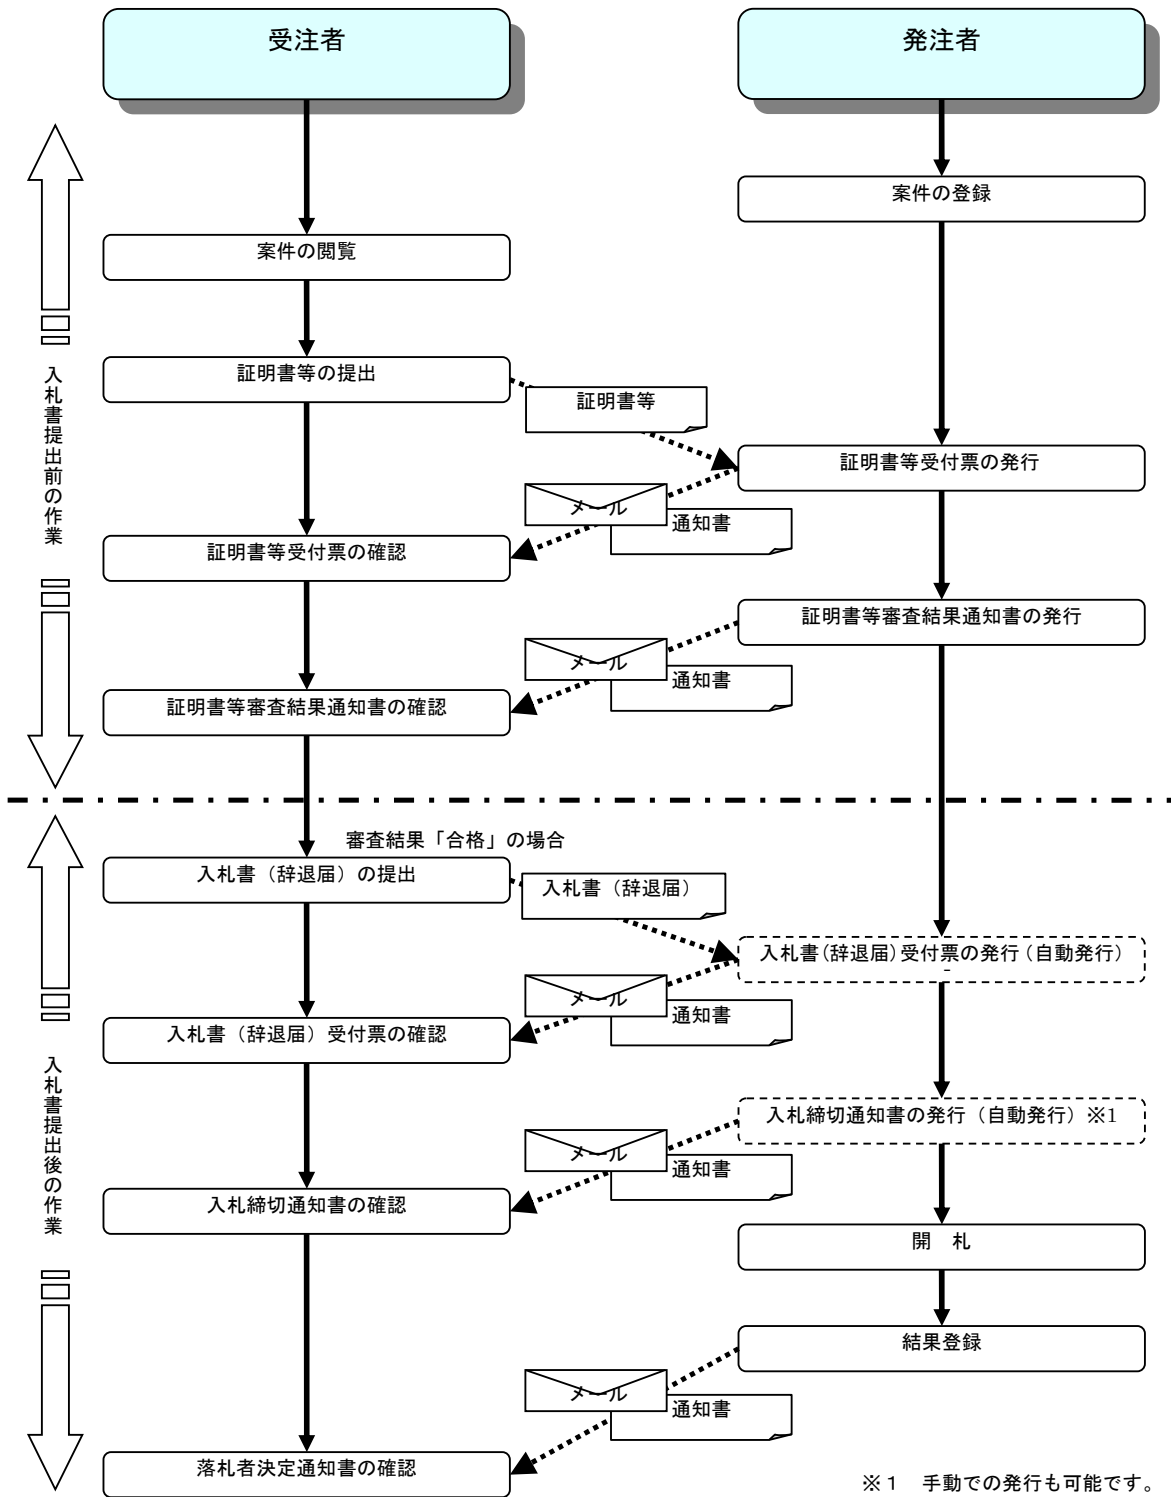 受注者
発注者
案件の登録
案件の閲覧
証明書等の提出
証明書等
証明書等受付票の発行
メール
通知書
証明書等受付票の確認
証明書等審査結果通知書の発行
メール
通知書
証明書等審査結果通知書の確認
入札書提出前の作業
審査結果「合格」の場合
入札書（辞退届）の提出
入札書（辞退届）
入札書(辞退届)受付票の発行(自動発行)
メール
通知書
入札書（辞退届）受付票の確認
入札締切通知書の発行（自動発行）※1
メール
通知書
入札締切通知書の確認
入札書提出後の作業
開　札
結果登録
メール
通知書
落札者決定通知書の確認
※１　手動での発行も可能です。